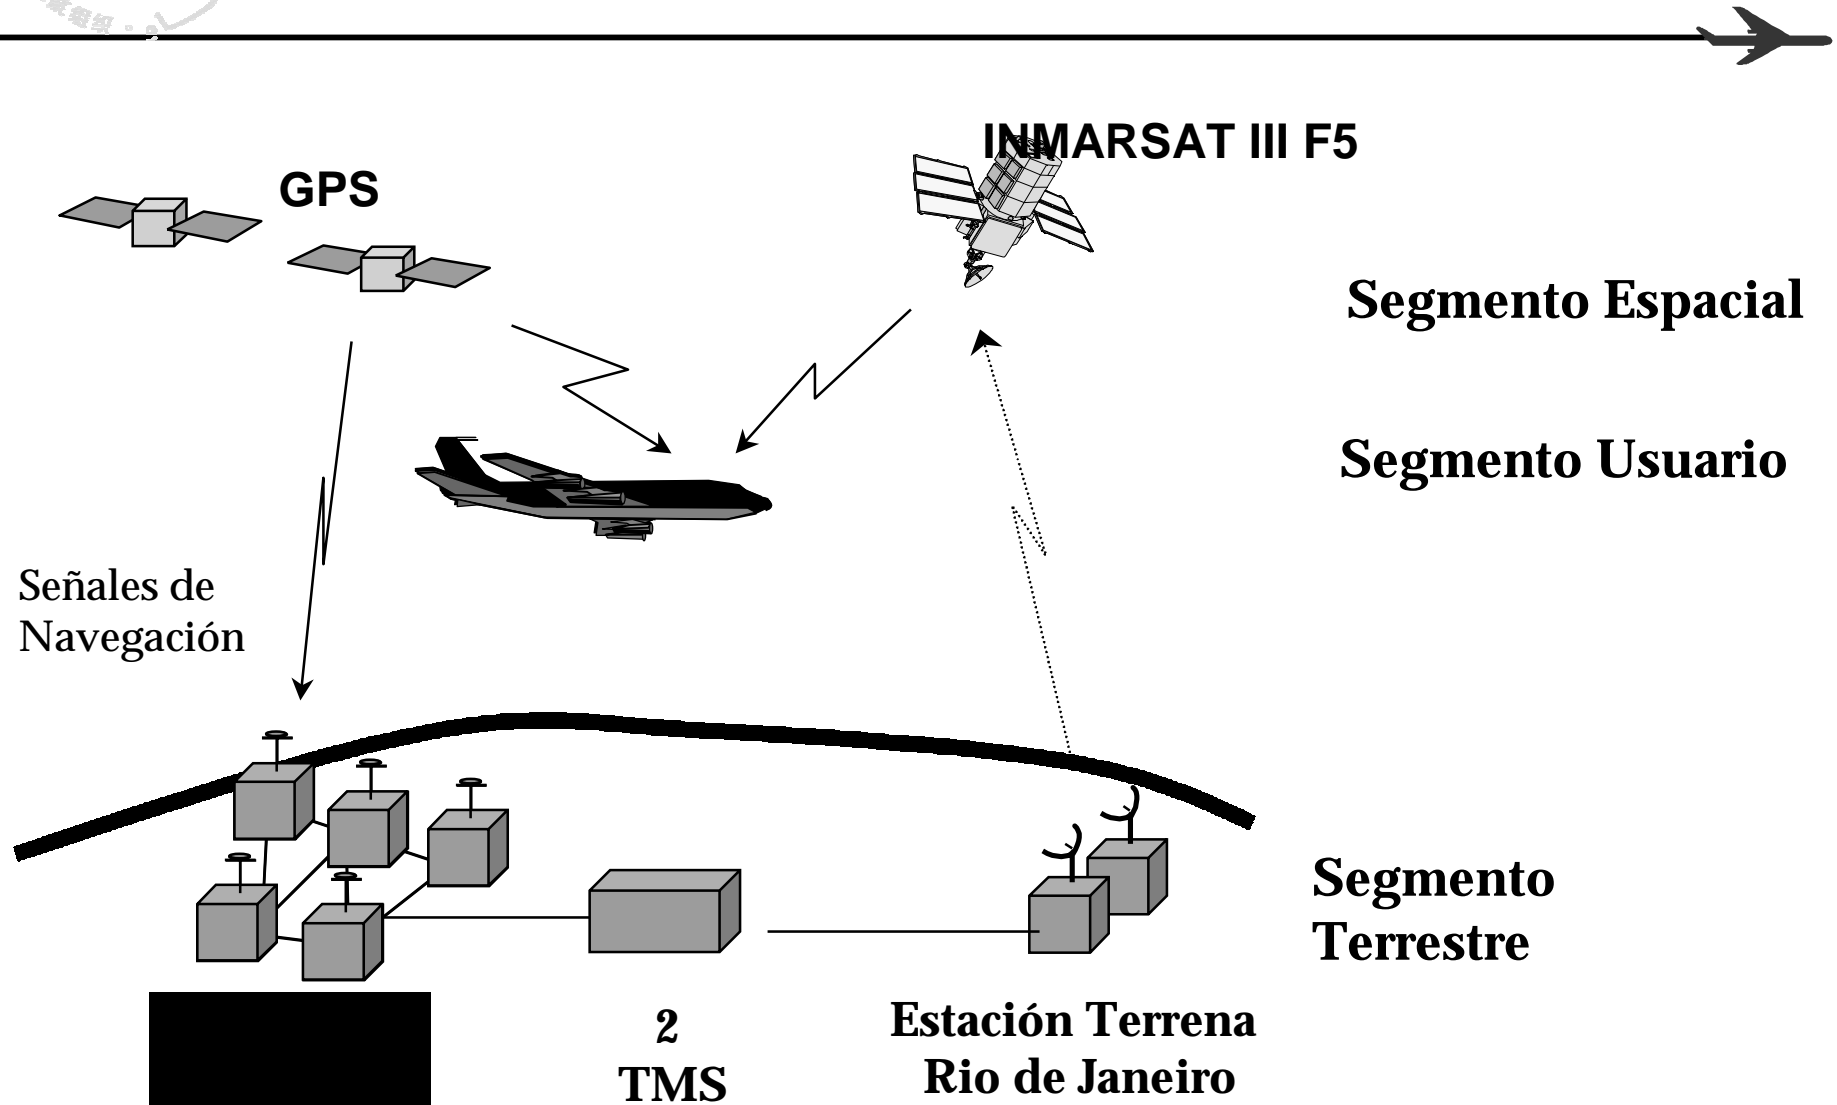 INMARSAT III F5
GPS
Segmento Espacial
Segmento Usuario
Señales de
Navegación
Segmento
Terrestre
2
TMS
Estación Terrena
Rio de Janeiro